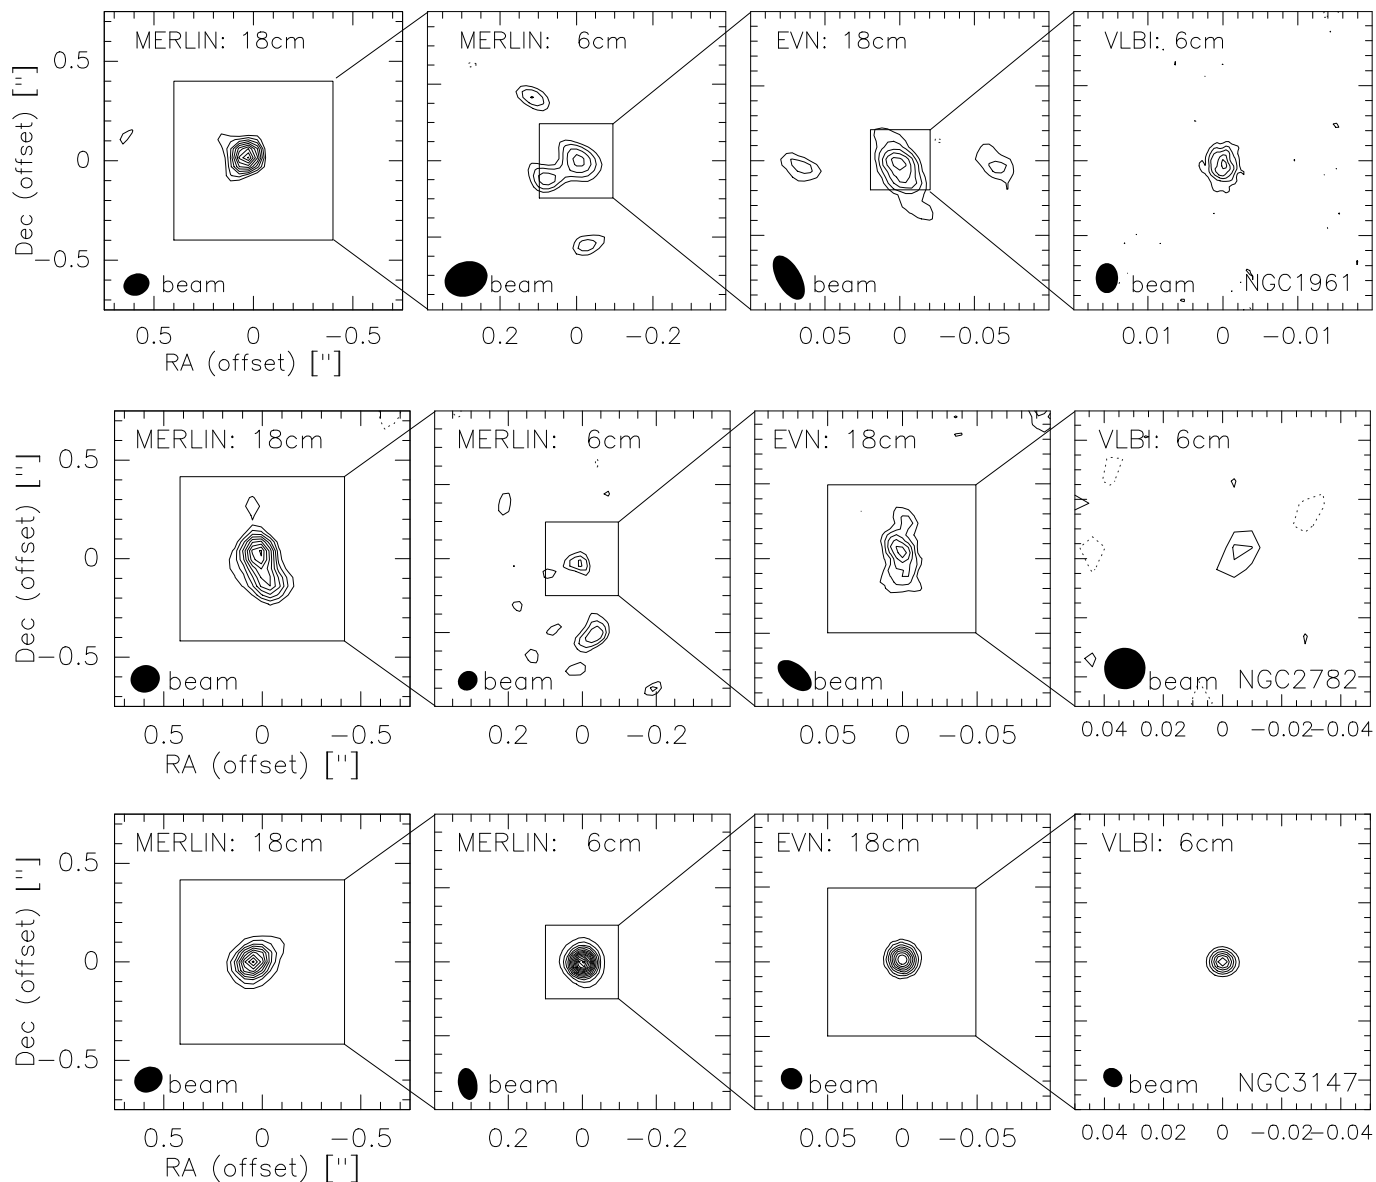 MERLIN: 18cm MERLIN: 6cm EVN: 18cm VLBI: 6cm
Dec (offset) ["]
0.5
0
−0.5
beam beam beam beam NGC1961
0.5 0 −0.5 0.2 0 −0.2 0.05 0 −0.05 0.01 0 −0.01
RA (offset) ["]
MERLIN: 18cm MERLIN: 6cm EVN: 18cm VLBI: 6cm
Dec (offset) ["]
0.5
0
−0.5
beam beam beam beam NGC2782
0.5 0 −0.5 0.2 0 −0.2 0.05 0 −0.05 0.04 0.02 0 −0.02 −0.04
RA (offset) ["]
MERLIN: 18cm MERLIN: 6cm EVN: 18cm VLBI: 6cm
Dec (offset) ["]
0.5
0
−0.5
beam beam beam beam NGC3147
0.5 0 −0.5 0.2 0 −0.2 0.05 0 −0.05 0.04 0.02 0 −0.02 −0.04
RA (offset) ["]